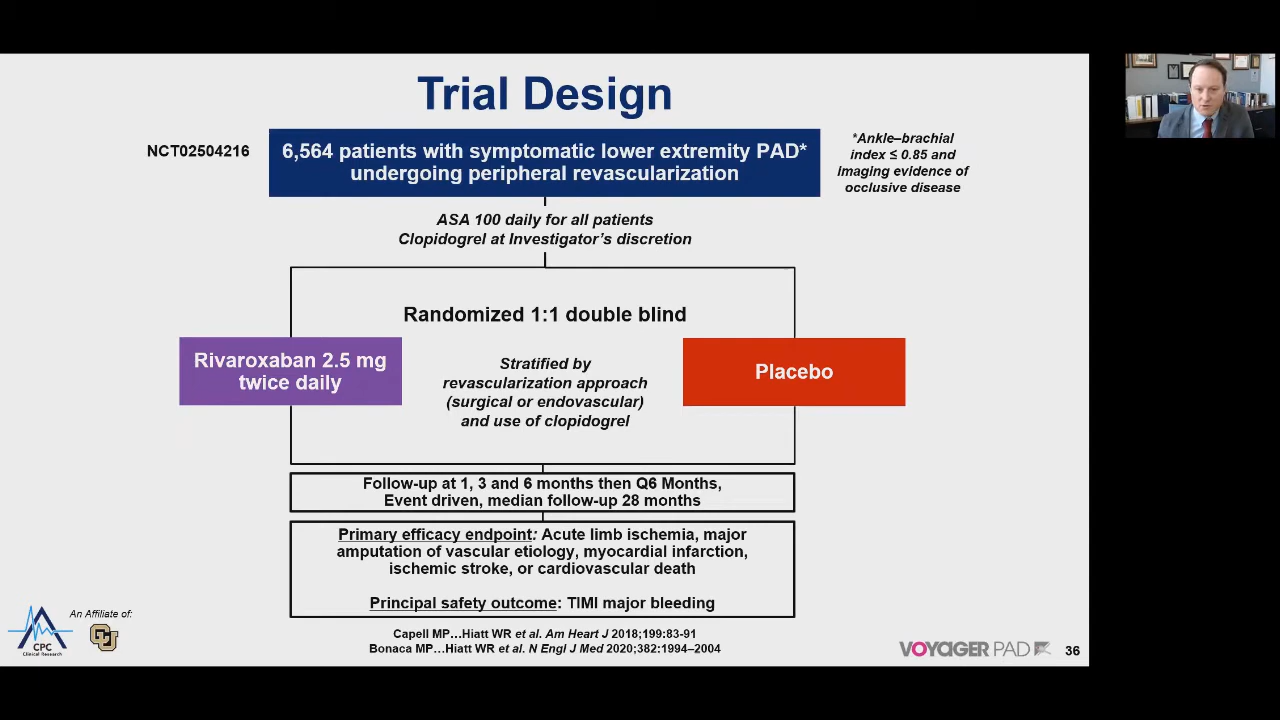 Trial Design
NCT02504216
6,564 patients with symptomatic lower extremity PAD*
undergoing peripheral revascularization
*Ankle–brachial
index ≤ 0.85 and
imaging evidence of
occlusive disease
ASA 100 daily for all patients
Clopidogrel at Investigator’s discretion
Randomized 1:1 double blind
Rivaroxaban 2.5 mg
twice daily
Stratified by
revascularization approach
(surgical or endovascular)
and use of clopidogrel
Placebo
Follow-up at 1, 3 and 6 months then Q6 Months,
Event driven, median follow-up 28 months
Primary efficacy endpoint: Acute limb ischemia, major
amputation of vascular etiology, myocardial infarction,
ischemic stroke, or cardiovascular death
Principal safety outcome: TIMI major bleeding
An Affiliate of:
CPC
Clinical Research
CU
Capell MP…Hiatt WR et al. Am Heart J 2018;199:83-91
Bonaca MP…Hiatt WR et al. N Engl J Med 2020;382:1994–2004
VOYAGER PAD
36